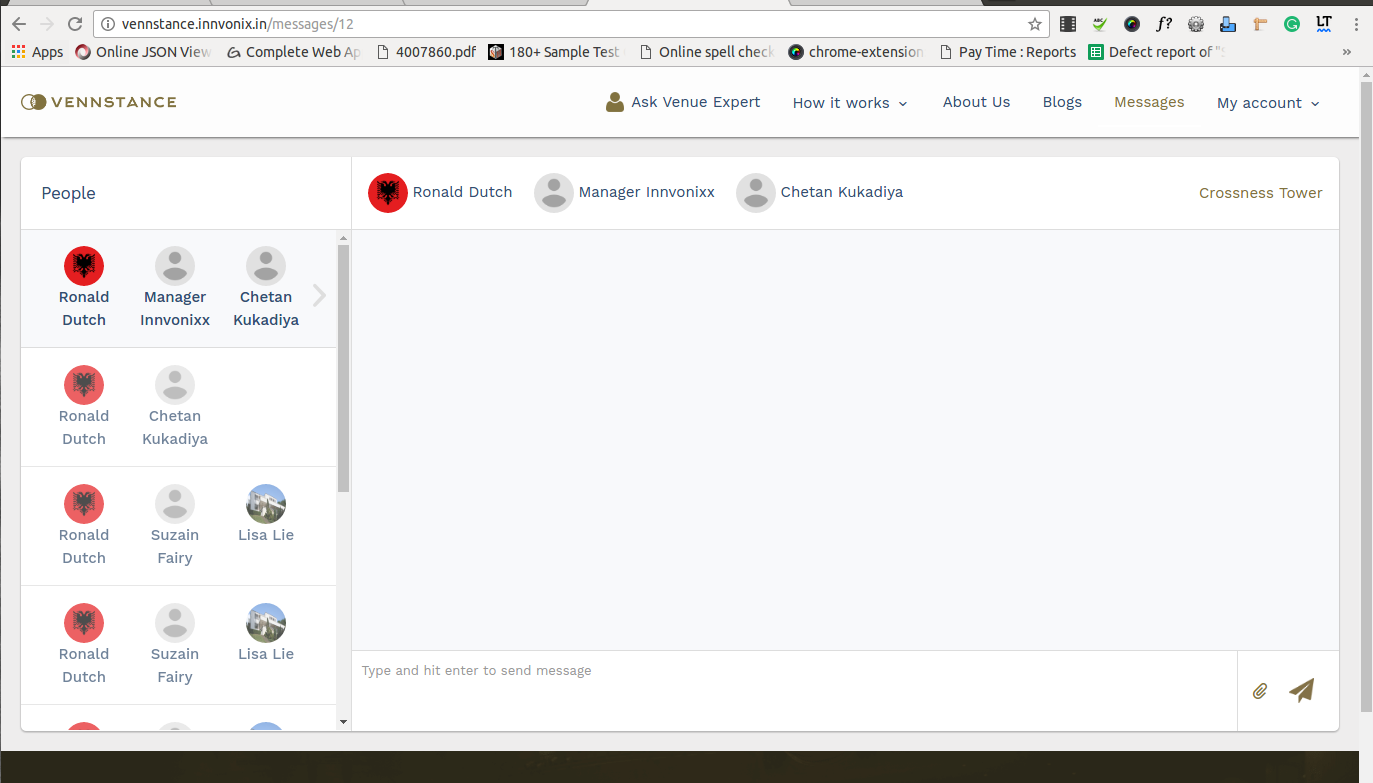 vennstance.innvonix.in/messages/12
ABC
f?
LT
Apps
Online JSON View
Complete Web Ap
4007860.pdf
180+ Sample Test
Online spell check
chrome-extension
Pay Time : Reports
Defect report of "S
»
VENNSTANCE
Ask Venue Expert
How it works
About Us
Blogs
Messages
My account
People
Ronald Dutch
Manager Innvonixx
Chetan Kukadiya
Crossness Tower
Ronald
Dutch
Manager
Innvonixx
Chetan
Kukadiya
Ronald
Dutch
Chetan
Kukadiya
Ronald
Dutch
Suzain
Fairy
Lisa Lie
Ronald
Dutch
Suzain
Fairy
Lisa Lie
Type and hit enter to send message